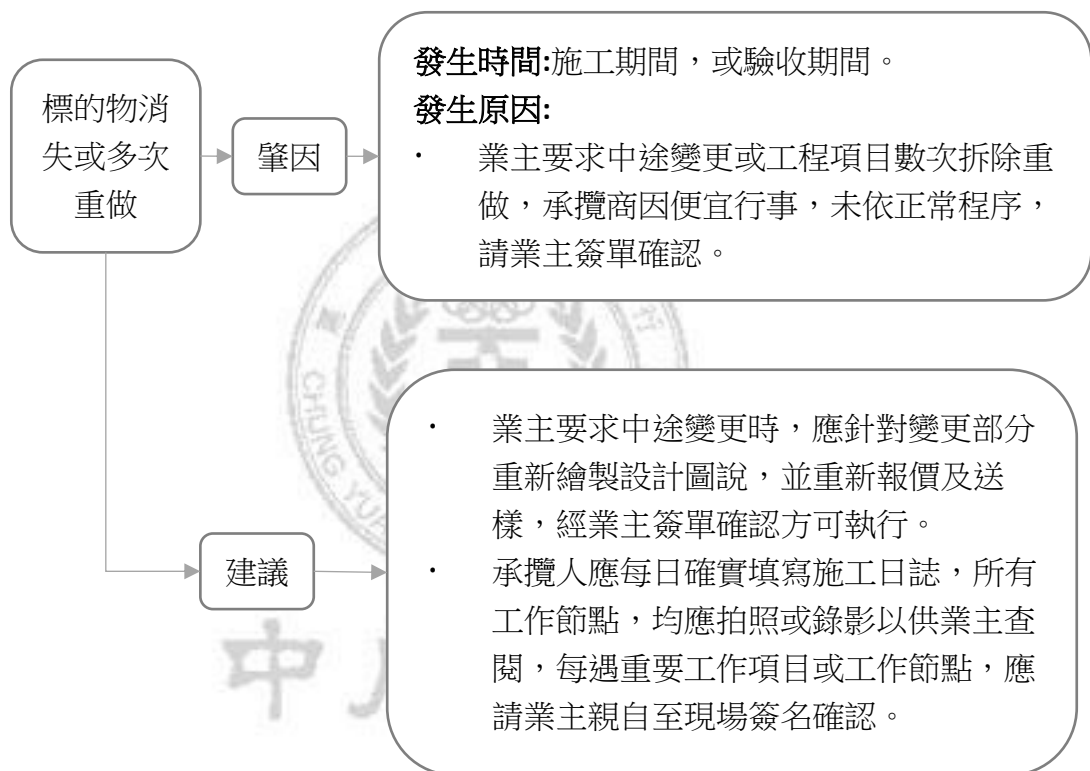 標的物消
失或多次
重做
肇因
發生時間:施工期間，或驗收期間。
發生原因:
· 業主要求中途變更或工程項目數次拆除重
做，承攬商因便宜行事，未依正常程序，
請業主簽單確認。
建議
· 業主要求中途變更時，應針對變更部分
重新繪製設計圖說，並重新報價及送
樣，經業主簽單確認方可執行。
· 承攬人應每日確實填寫施工日誌，所有
工作節點，均應拍照或錄影以供業主查
閱，每遇重要工作項目或工作節點，應
請業主親自至現場簽名確認。
CHUNG
中